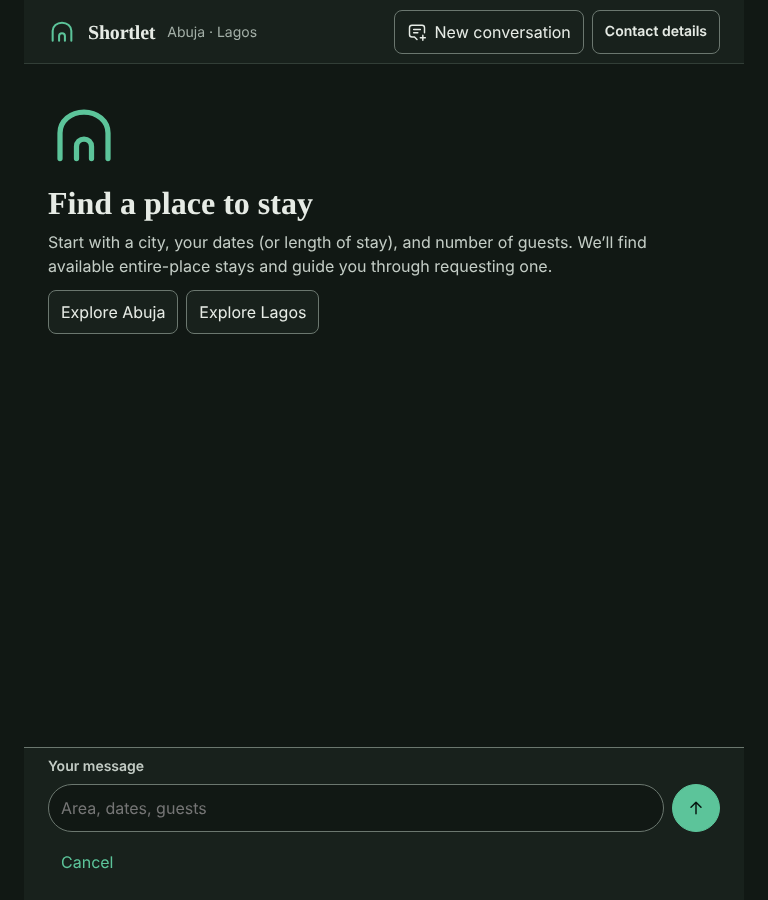 Shortlet Abuja · Lagos New conversation Contact details
Find a place to stay
Start with a city, your dates (or length of stay), and number of guests. We’ll find
available entire-place stays and guide you through requesting one.
Explore Abuja Explore Lagos
Your message
Area, dates, guests
Cancel